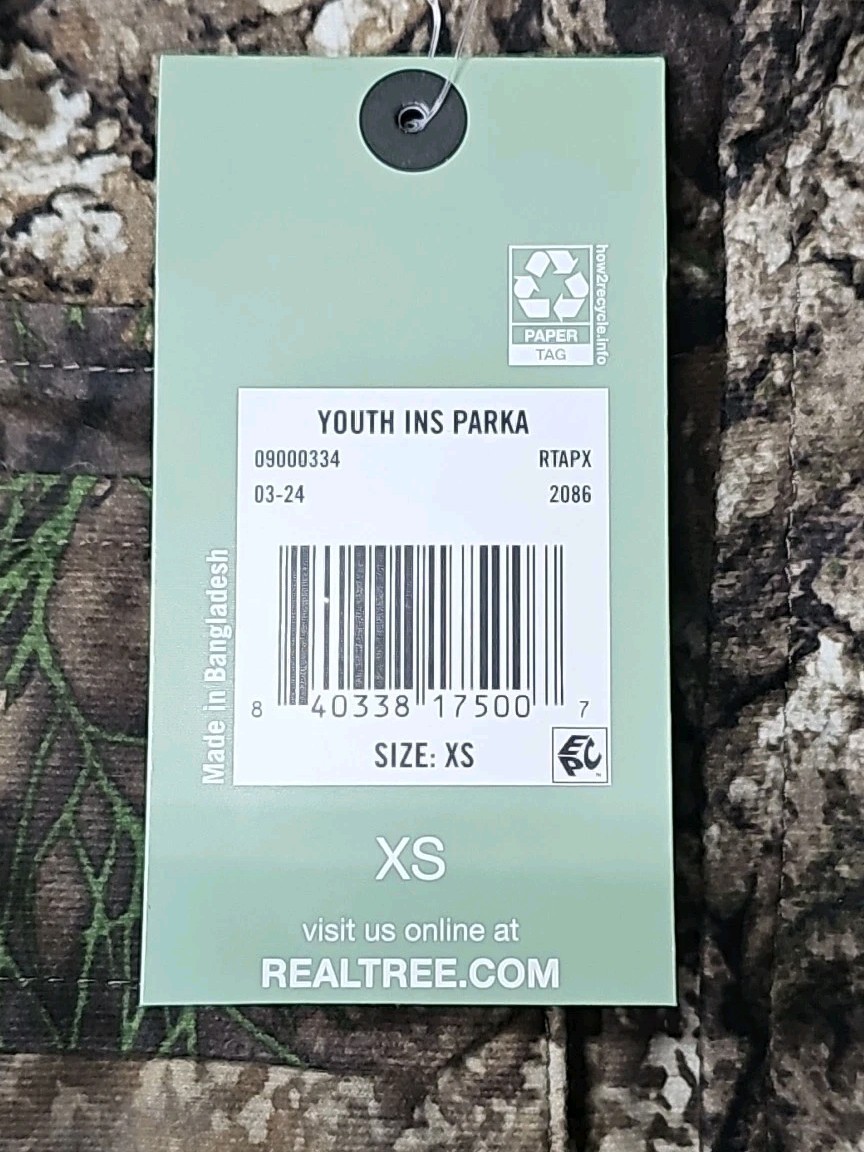 how2recycle.info
PAPER
TAG
YOUTH INS PARKA
09000334 RTAPX
03-24 2086
Made in Bangladesh
8 40338 17500 7
SIZE: XS
EPC
XS
visit us online at
REALTREE.COM